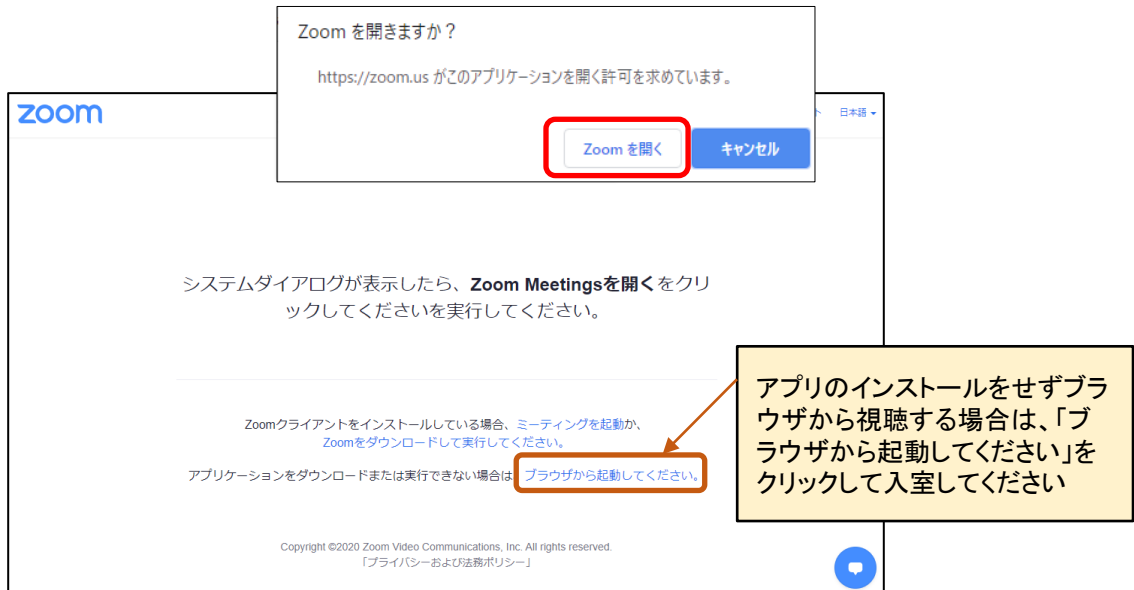 Zoom を開きますか？
https://zoom.us がこのアプリケーションを開く許可を求めています。
Zoom を開く
キャンセル
zoom
ト 日本語
システムダイアログが表示したら、Zoom Meetingsを開くをクリ
ックしてくださいを実行してください。
Zoomクライアントをインストールしている場合、ミーティングを起動か、
Zoomをダウンロードして実行してください。
アプリケーションをダウンロードまたは実行できない場合は ブラウザから起動してください。
アプリのインストールをせずブラ
ウザから視聴する場合は、「ブ
ラウザから起動してください」を
クリックして入室してください
Copyright ©2020 Zoom Video Communications, Inc. All rights reserved.
「プライバシーおよび法務ポリシー」